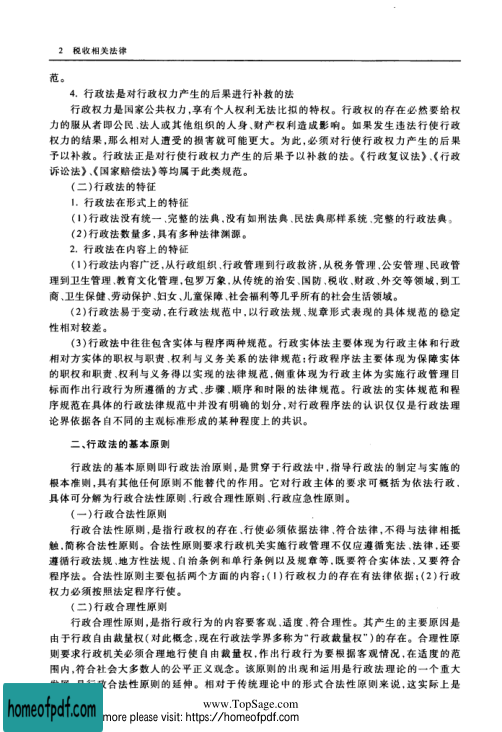 2 税收相关法律
范。
4. 行政法是对行政权力产生的后果进行补救的法
行政权力是国家公共权力,享有个人权利无法比拟的特权。行政权的存在必然要给权
力的服从者即公民、法人或其他组织的人身、财产权利造成影响。如果发生违法行使行政
权力的结果,那么相对人遭受的损害就可能更大。为此,必须对行使行政权力产生的后果
予以补救。行政法正是对行使行政权力产生的后果予以补救的法。《行政复议法》、《行政
诉讼法》、《国家赔偿法》等均属于此类规范。
(二)行政法的特征
1. 行政法在形式上的特征
(1)行政法没有统一、完整的法典、没有如刑法典、民法典那样系统、完整的行政法典。
(2)行政法数量多,具有多种法律渊源。
2. 行政法在内容上的特征
(1)行政法内容广泛,从行政组织、行政管理到行政救济,从税务管理、公安管理、民政管
理到卫生管理、教育文化管理,包罗万象,从传统的治安、国防、税收、财政、外交等领域,到工
商、卫生保健、劳动保护、妇女、儿童保障、社会福利等几乎所有的社会生活领域。
(2)行政法易于变动,在行政法规范中,以行政法规、规章形式表现的具体规范的稳定
性相对较差。
(3)行政法中往往包含实体与程序两种规范。行政实体法主要体现为行政主体和行政
相对方实体的职权与职责、权利与义务关系的法律规范;行政程序法主要体现为保障实体
的职权和职责、权利与义务得以实现的法律规范,侧重体现为行政主体为实施行政管理目
标而作出行政行为所遵循的方式、步骤、顺序和时限的法律规范。行政法的实体规范和程
序规范在具体的行政法律规范中并没有明确的划分,对行政程序法的认识仅仅是行政法理
论界依据各自不同的主观标准形成的某种程度上的共识。
二、行政法的基本原则
行政法的基本原则即行政法治原则,是贯穿于行政法中,指导行政法的制定与实施的
根本准则,具有其他任何原则不能替代的作用。它对行政主体的要求可概括为依法行政、
具体可分解为行政合法性原则、行政合理性原则、行政应急性原则。
(一)行政合法性原则
行政合法性原则,是指行政权的存在、行使必须依据法律、符合法律,不得与法律相抵
触,简称合法性原则。合法性原则要求行政机关实施行政管理不仅应遵循宪法、法律,还要
遵循行政法规、地方性法规、自治条例和单行条例以及规章等,既要符合实体法,又要符合
程序法。合法性原则主要包括两个方面的内容:(1)行政权力的存在有法律依据;(2)行政
权力必须按照法定程序行使。
(二)行政合理性原则
行政合理性原则,是指行政行为的内容要客观、适度、符合理性。其产生的主要原因是
由于行政自由裁量权(对此概念,现在行政法学界多称为“行政裁量权”)的存在。合理性原
则要求行政机关必须合理地行使自由裁量权,作出行政行为要根据客观情况,在适度的范
围内,符合社会大多数人的公平正义观念。该原则的出现和运用是行政法理论的一个重大
政合法性原则的延伸。相对于传统理论中的形式合法性原则来说,这实际上是
www.TopSage.com
homeofpdf.com
more please visit: https://homeofpdf.com